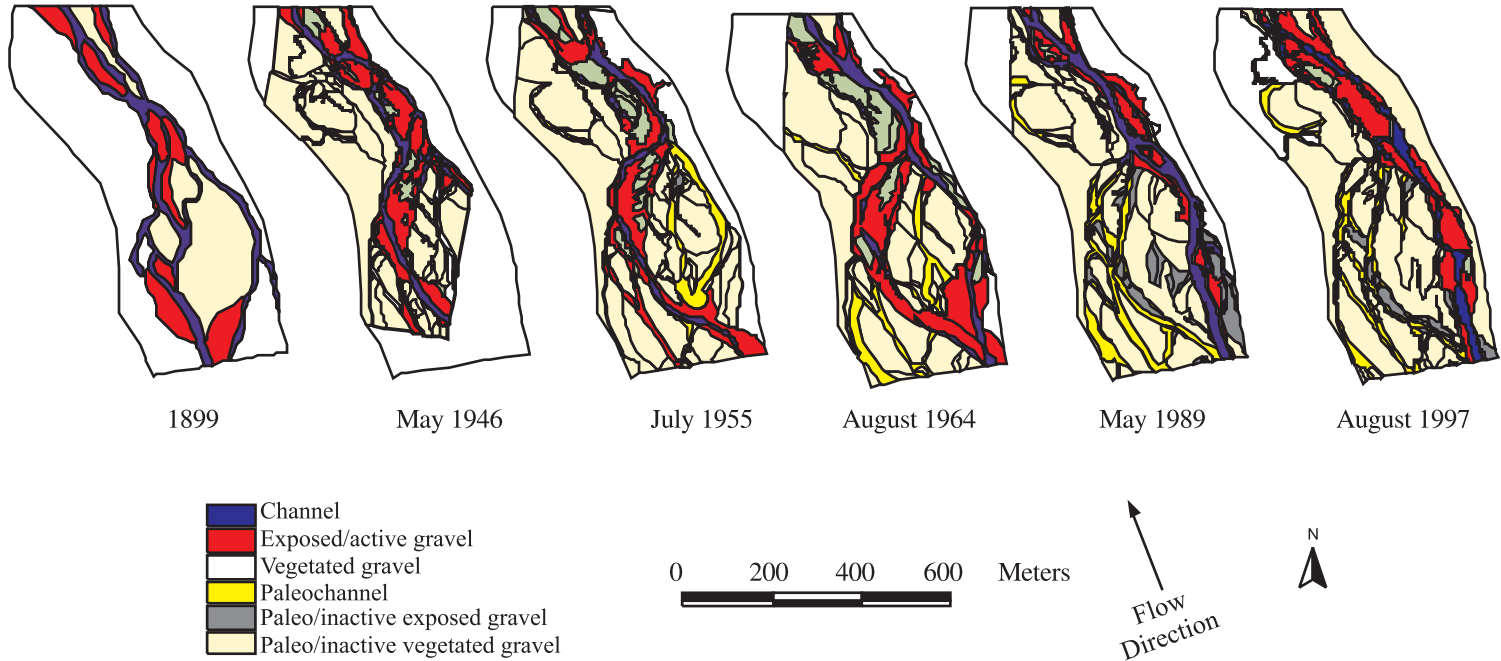 1899
May 1946
July 1955
August 1964
May 1989
August 1997
Channel
Exposed/active gravel
Vegetated gravel
Paleochannel
Paleo/inactive exposed gravel
Paleo/inactive vegetated gravel
0 200 400 600 Meters
Flow
Direction
N